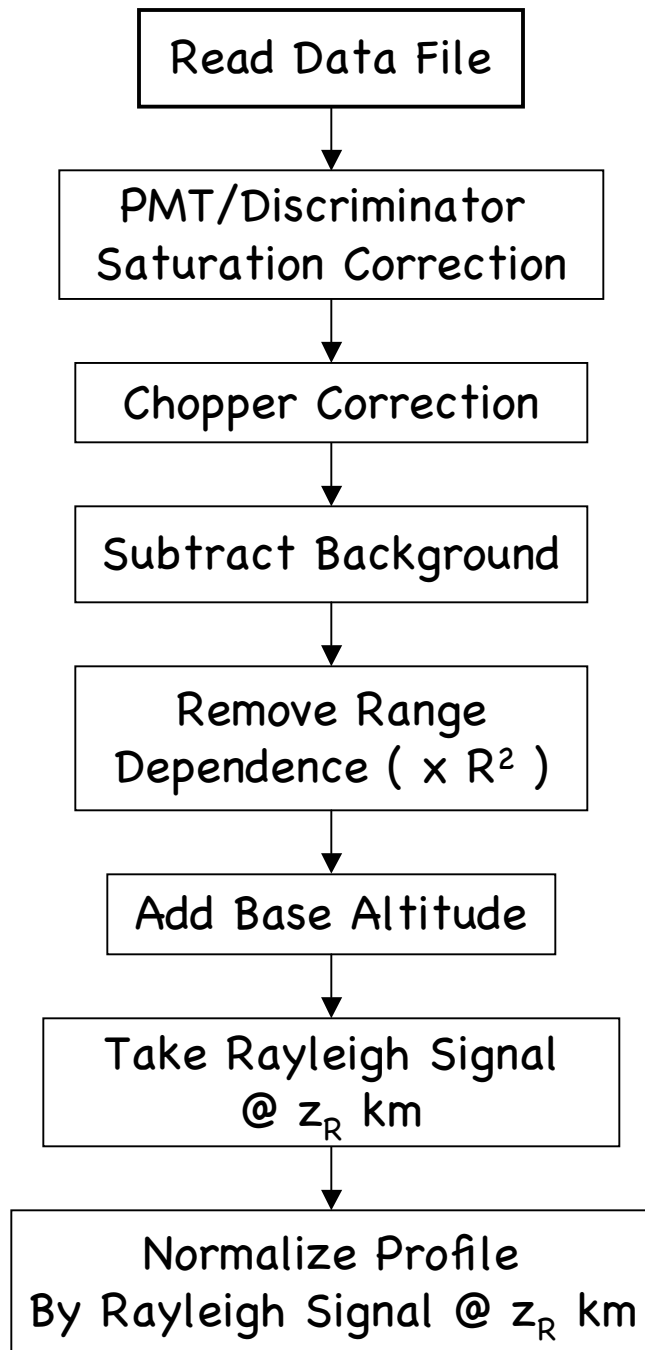 Read Data File
PMT/Discriminator
Saturation Correction
Chopper Correction
Subtract Background
Remove Range
Dependence ( x R² )
Add Base Altitude
Take Rayleigh Signal
@ z_R km
Normalize Profile
By Rayleigh Signal @ z_R km